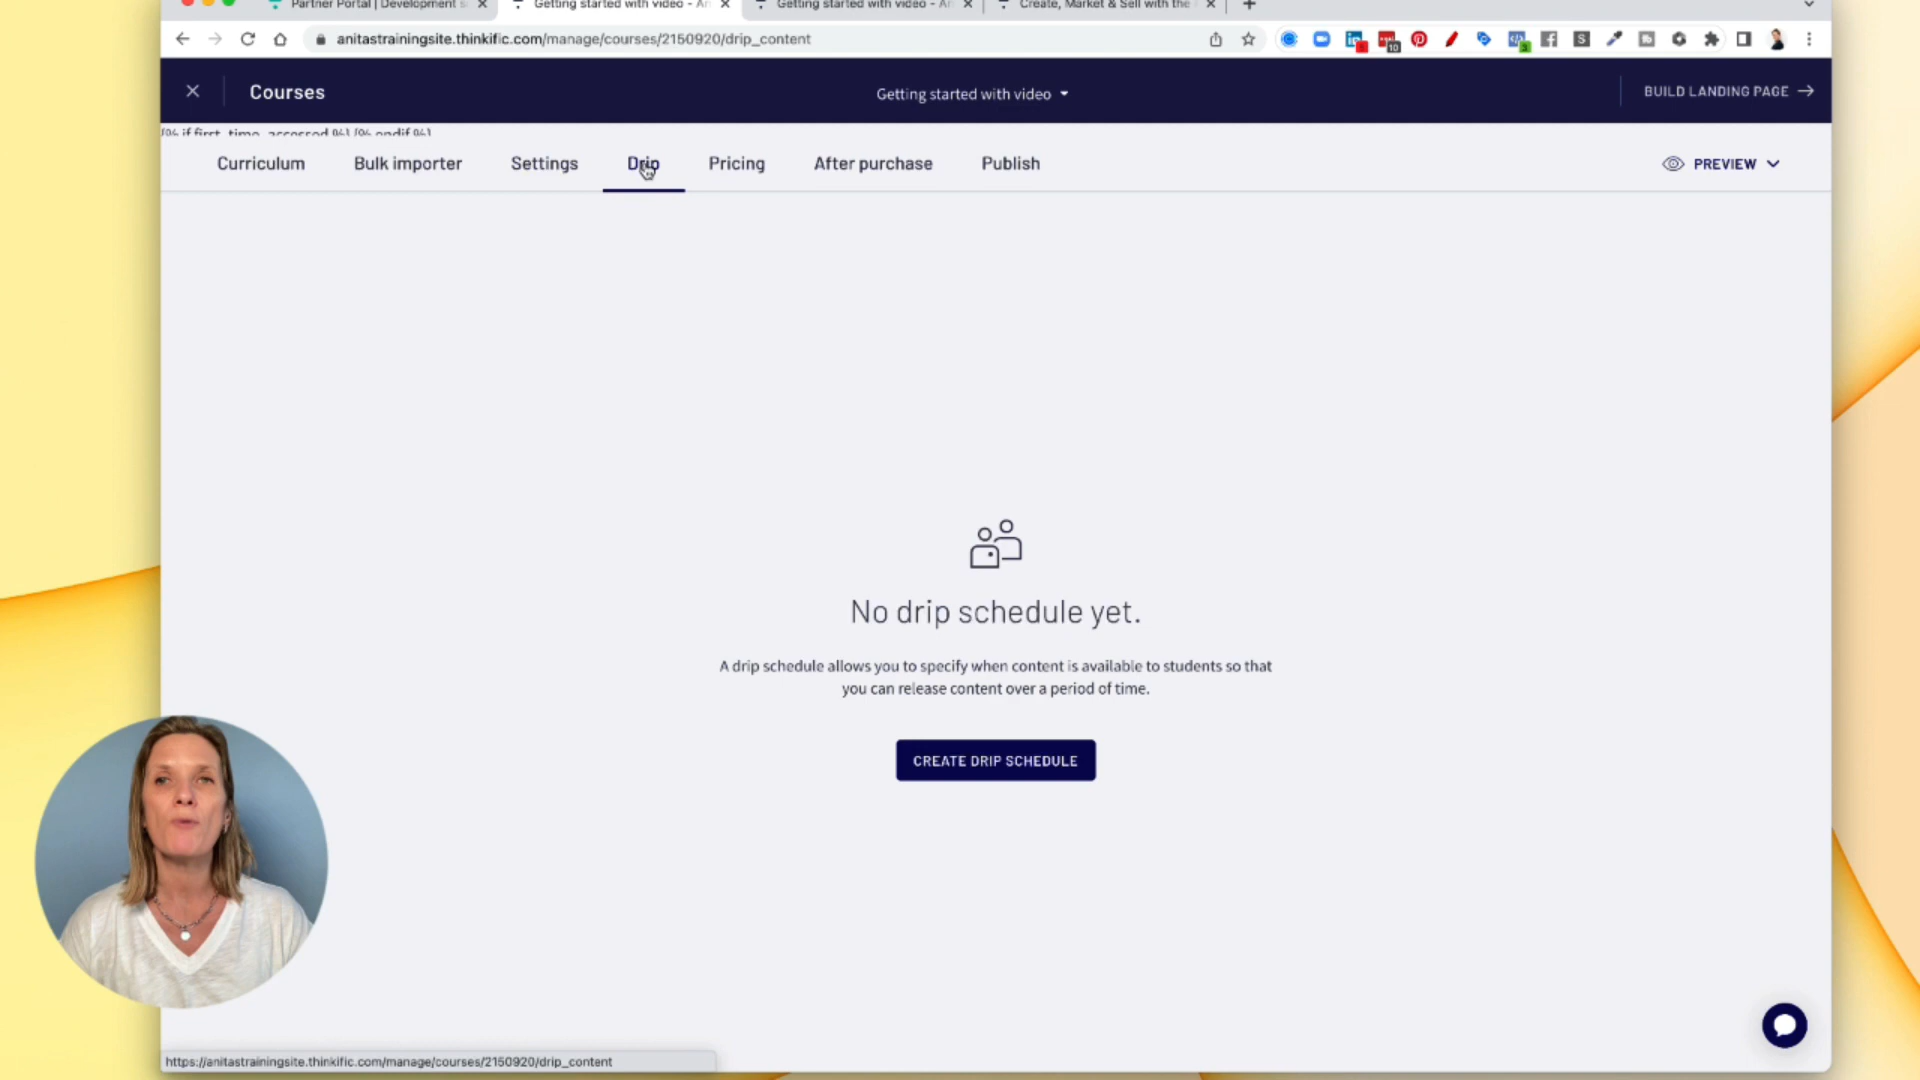 Partner Portal | Development s
Getting started with video - An
Getting started with video - An
Create, Market & Sell with the
anitastrainingsite.thinkific.com/manage/courses/2150920/drip_content
10
3
Courses
Getting started with video
BUILD LANDING PAGE
{% if first_time_accessed %} {% endif %}
Curriculum
Bulk importer
Settings
Drip
Pricing
After purchase
Publish
PREVIEW
No drip schedule yet.
A drip schedule allows you to specify when content is available to students so that
you can release content over a period of time.
CREATE DRIP SCHEDULE
https://anitastrainingsite.thinkific.com/manage/courses/2150920/drip_content